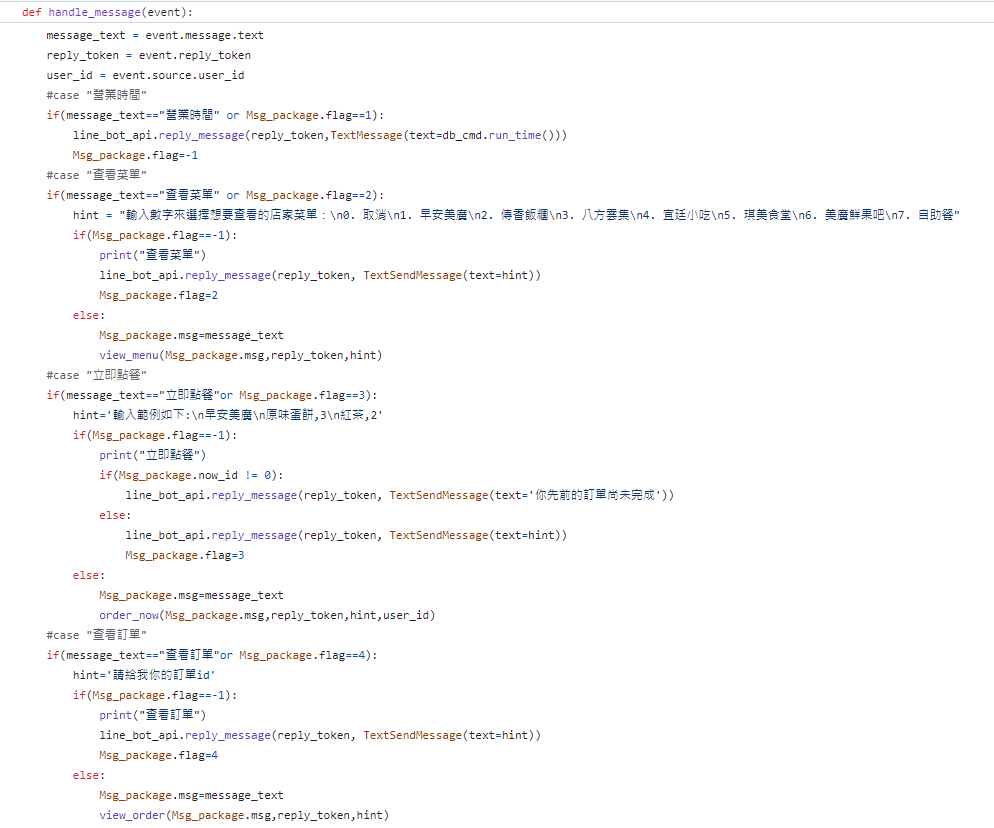 def handle_message(event):
    message_text = event.message.text
    reply_token = event.reply_token
    user_id = event.source.user_id
    #case "營業時間"
    if(message_text=="營業時間" or Msg_package.flag==1):
        line_bot_api.reply_message(reply_token,TextMessage(text=db_cmd.run_time()))
        Msg_package.flag=-1
    #case "查看菜單"
    if(message_text=="查看菜單" or Msg_package.flag==2):
        hint = "輸入數字來選擇想要查看的店家菜單：\n0. 取消\n1. 早安美廣\n2. 傳香飯糰\n3. 八方雲集\n4. 宜廷小吃\n5. 琪美食堂\n6. 美廣鮮果吧\n7. 自助餐"
        if(Msg_package.flag==-1):
            print("查看菜單")
            line_bot_api.reply_message(reply_token, TextSendMessage(text=hint))
            Msg_package.flag=2
        else:
            Msg_package.msg=message_text
            view_menu(Msg_package.msg,reply_token,hint)
    #case "立即點餐"
    if(message_text=="立即點餐"or Msg_package.flag==3):
        hint='輸入範例如下:\n早安美廣\n原味蛋餅,3\n紅茶,2'
        if(Msg_package.flag==-1):
            print("立即點餐")
            if(Msg_package.now_id != 0):
                line_bot_api.reply_message(reply_token, TextSendMessage(text='你先前的訂單尚未完成'))
            else:
                line_bot_api.reply_message(reply_token, TextSendMessage(text=hint))
                Msg_package.flag=3
        else:
            Msg_package.msg=message_text
            order_now(Msg_package.msg,reply_token,hint,user_id)
    #case "查看訂單"
    if(message_text=="查看訂單"or Msg_package.flag==4):
        hint='請給我你的訂單id'
        if(Msg_package.flag==-1):
            print("查看訂單")
            line_bot_api.reply_message(reply_token, TextSendMessage(text=hint))
            Msg_package.flag=4
        else:
            Msg_package.msg=message_text
            view_order(Msg_package.msg,reply_token,hint)